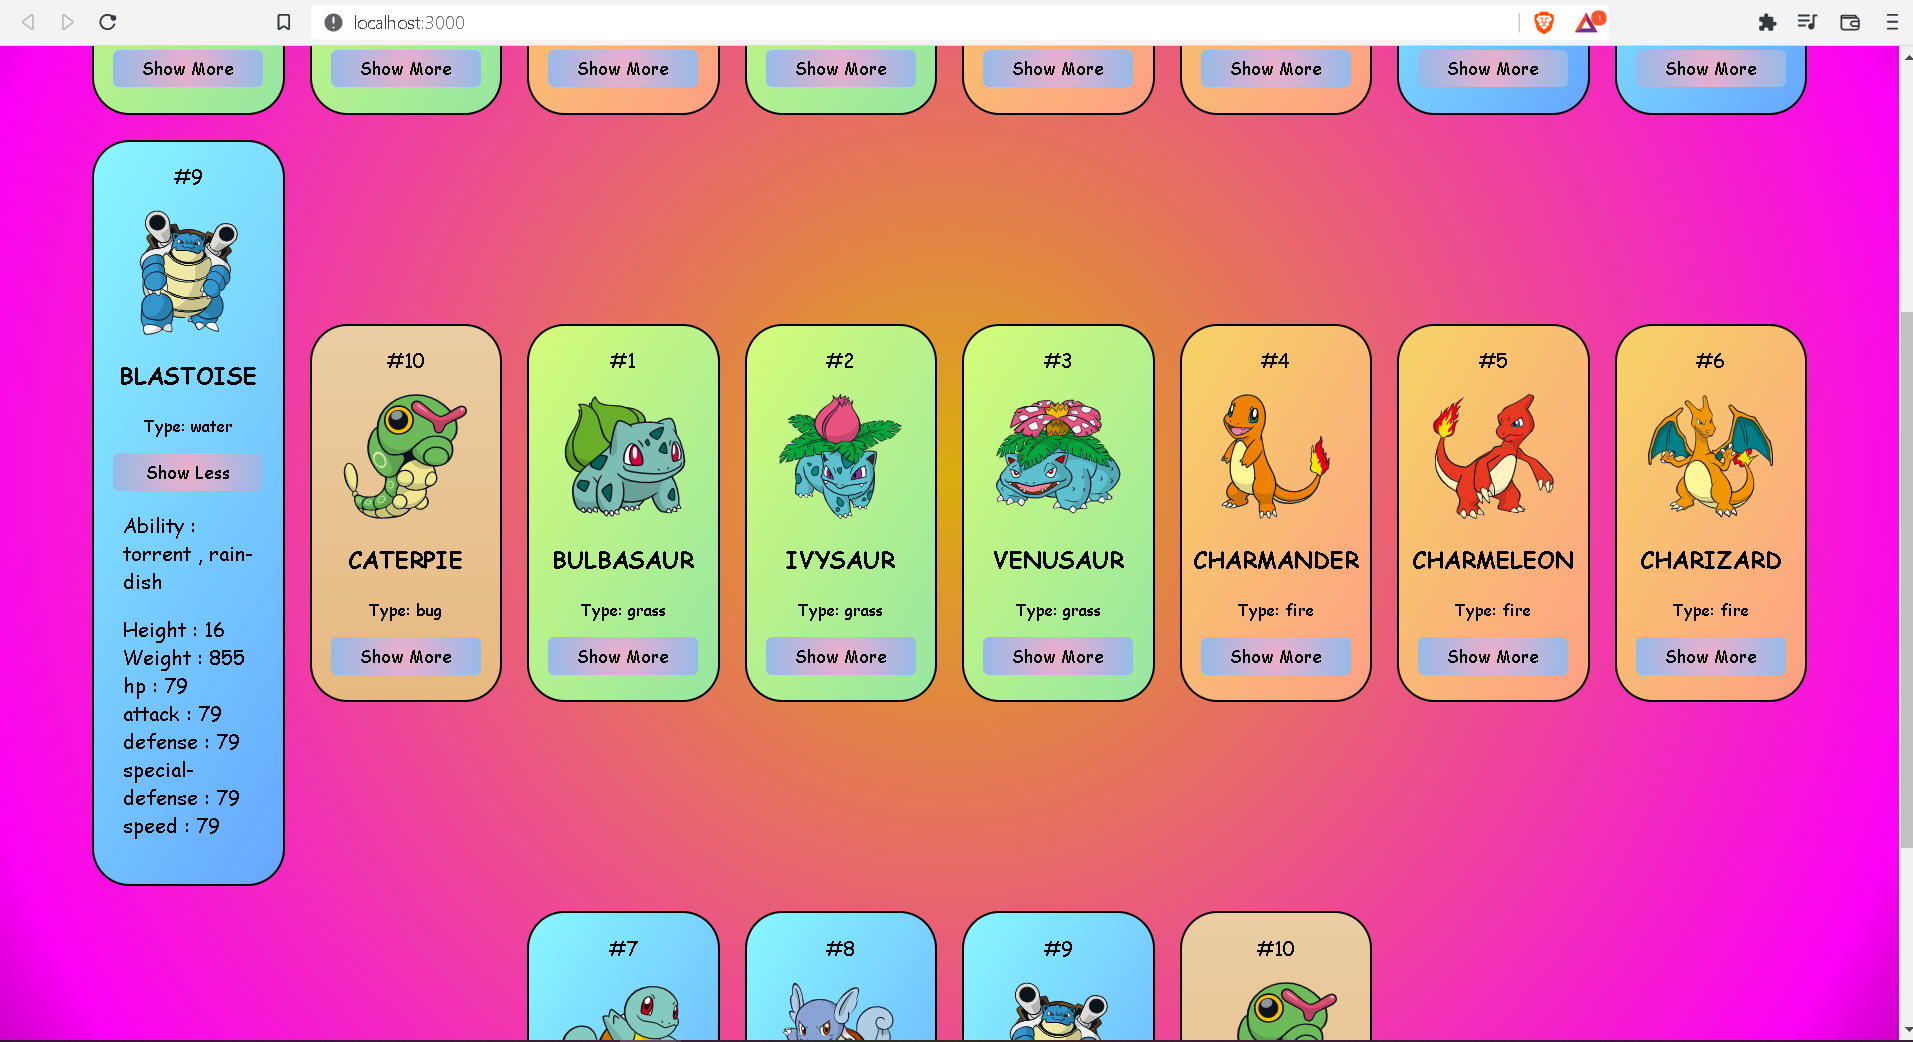 localhost:3000
1
Show More
Show More
Show More
Show More
Show More
Show More
Show More
Show More
#9
BLASTOISE
Type: water
Show Less
Ability :
torrent , rain-
dish
Height : 16
Weight : 855
hp : 79
attack : 79
defense : 79
special-
defense : 79
speed : 79
#10
CATERPIE
Type: bug
Show More
#1
BULBASAUR
Type: grass
Show More
#2
IVYSAUR
Type: grass
Show More
#3
VENUSAUR
Type: grass
Show More
#4
CHARMANDER
Type: fire
Show More
#5
CHARMELEON
Type: fire
Show More
#6
CHARIZARD
Type: fire
Show More
#7
#8
#9
#10